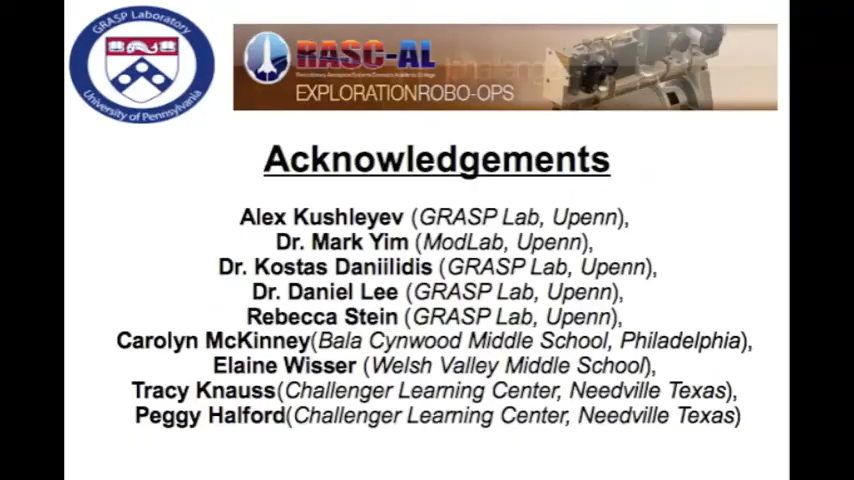 GRASP Laboratory
University of Pennsylvania
RASC-AL
EXPLORATIONROBO-OPS
Acknowledgements
Alex Kushleyev (GRASP Lab, Upenn),
Dr. Mark Yim (ModLab, Upenn),
Dr. Kostas Daniilidis (GRASP Lab, Upenn),
Dr. Daniel Lee (GRASP Lab, Upenn),
Rebecca Stein (GRASP Lab, Upenn),
Carolyn McKinney(Bala Cynwood Middle School, Philadelphia),
Elaine Wisser (Welsh Valley Middle School),
Tracy Knauss(Challenger Learning Center, Needville Texas),
Peggy Halford(Challenger Learning Center, Needville Texas)